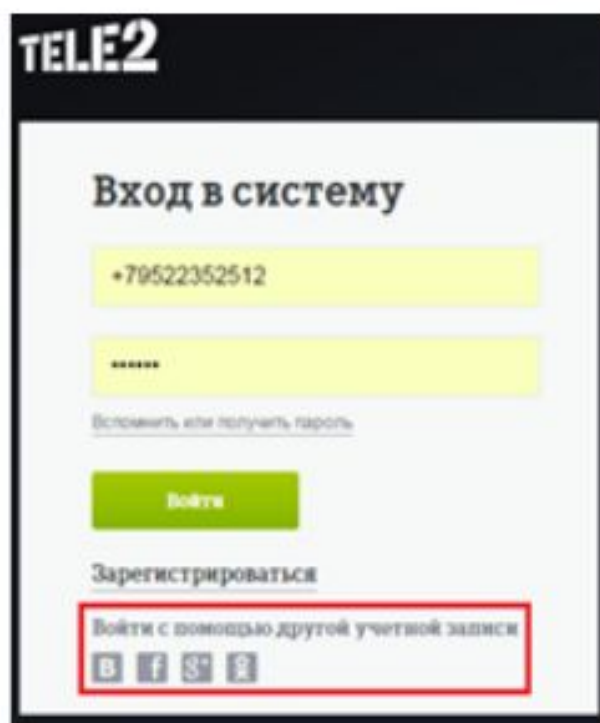 TELE2
Вход в систему
+79522352512
••••••
Вспомнить или получить пароль
Войти
Зарегистрироваться
Войти с помощью другой учетной записи